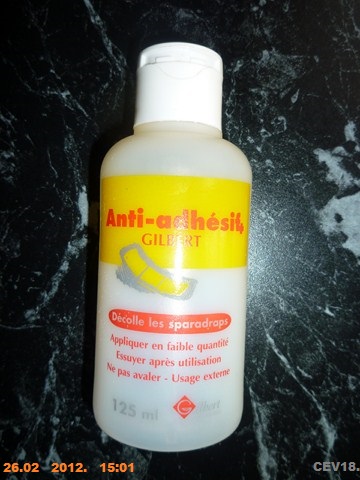 Anti-adhésif
GILBERT
Décolle les sparadraps
Appliquer en faible quantité
Essuyer après utilisation
Ne pas avaler - Usage externe
125 ml
26.02 2012. 15:01
CEV18.